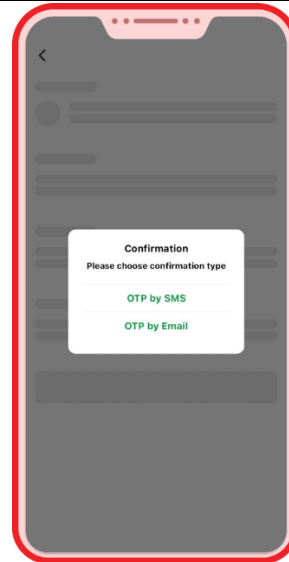 Confirmation
Please choose confirmation type
OTP by SMS
OTP by Email